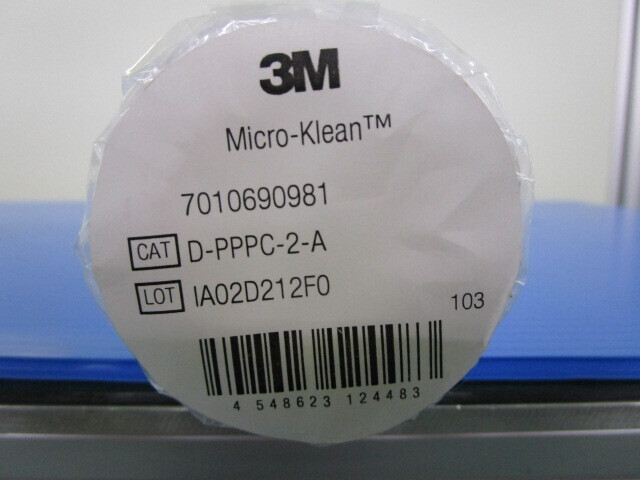 3M
Micro-Klean™
7010690981
CAT D-PPPC-2-A
LOT IA02D212F0
103
4 548623 124483